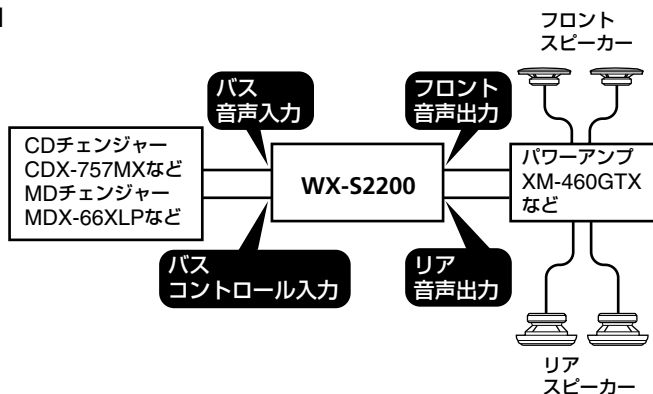 フロント
スピーカー
バス
音声入力
フロント
音声出力
CDチェンジャー
CDX-757MXなど
MDチェンジャー
MDX-66XLPなど
WX-S2200
パワーアンプ
XM-460GTX
など
バス
コントロール入力
リア
音声出力
リア
スピーカー